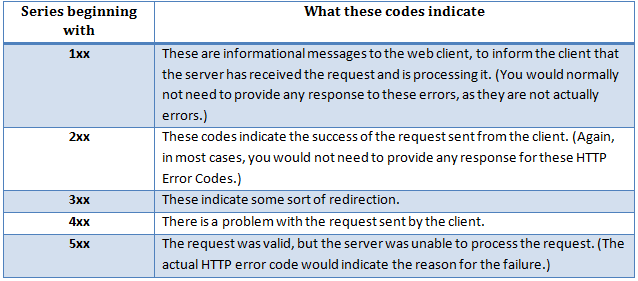 Series beginning What these codes indicate
with
1xx These are informational messages to the web client, to inform the client that
the server has received the request and is processing it. (You would normally
not need to provide any response to these errors, as they are not actually
errors.)
2xx These codes indicate the success of the request sent from the client. (Again,
in most cases, you would not need to provide any response for these HTTP
Error Codes.)
3xx These indicate some sort of redirection.
4xx There is a problem with the request sent by the client.
5xx The request was valid, but the server was unable to process the request. (The
actual HTTP error code would indicate the reason for the failure.)